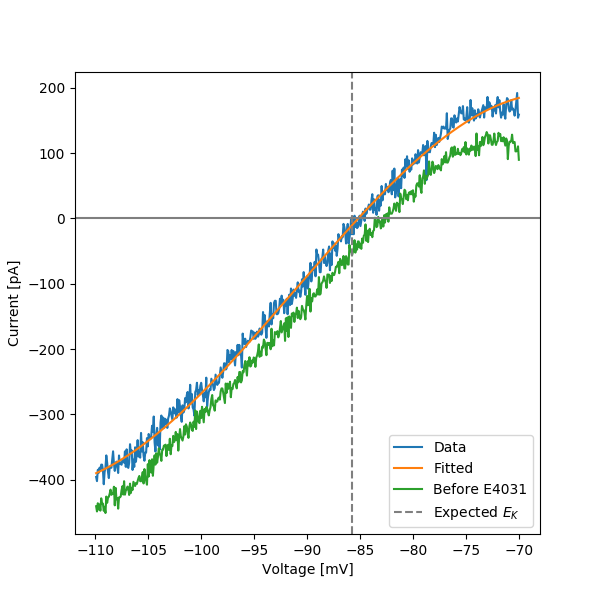 200
100
0
−100
−200
−300
−400
Current [pA]
−110 −105 −100 −95 −90 −85 −80 −75 −70
Voltage [mV]
Data
Fitted
Before E4031
Expected E_K